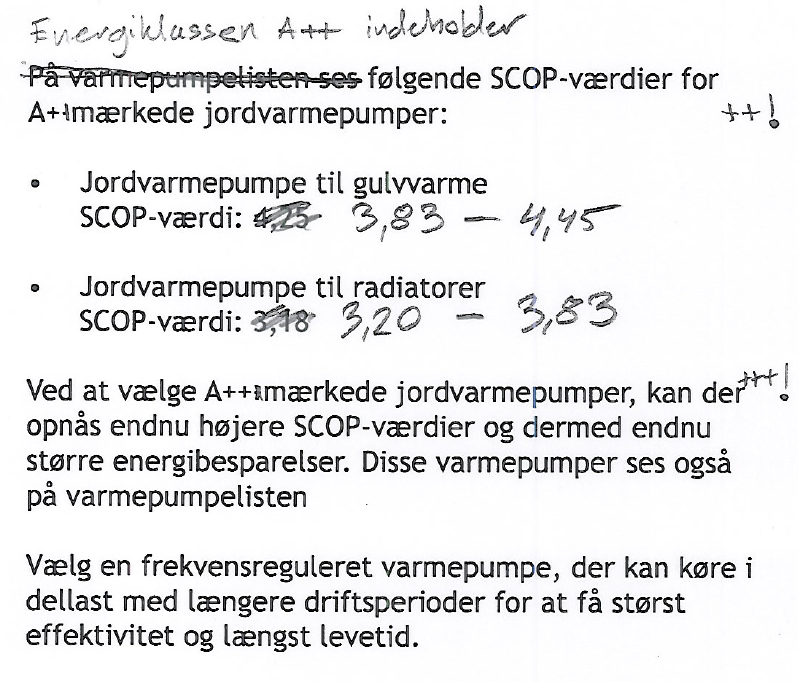 Energiklassen A++ indeholder
På varmepumpelisten ses følgende SCOP-værdier for
A++mærkede jordvarmepumper: ++!
• Jordvarmepumpe til gulvvarme
SCOP-værdi: 4,25 3,83 – 4,45
• Jordvarmepumpe til radiatorer
SCOP-værdi: 3,18 3,20 – 3,83
Ved at vælge A+++mærkede jordvarmepumper, kan der +++!
opnås endnu højere SCOP-værdier og dermed endnu
større energibesparelser. Disse varmepumper ses også
på varmepumpelisten
Vælg en frekvensreguleret varmepumpe, der kan køre i
dellast med længere driftsperioder for at få størst
effektivitet og længst levetid.